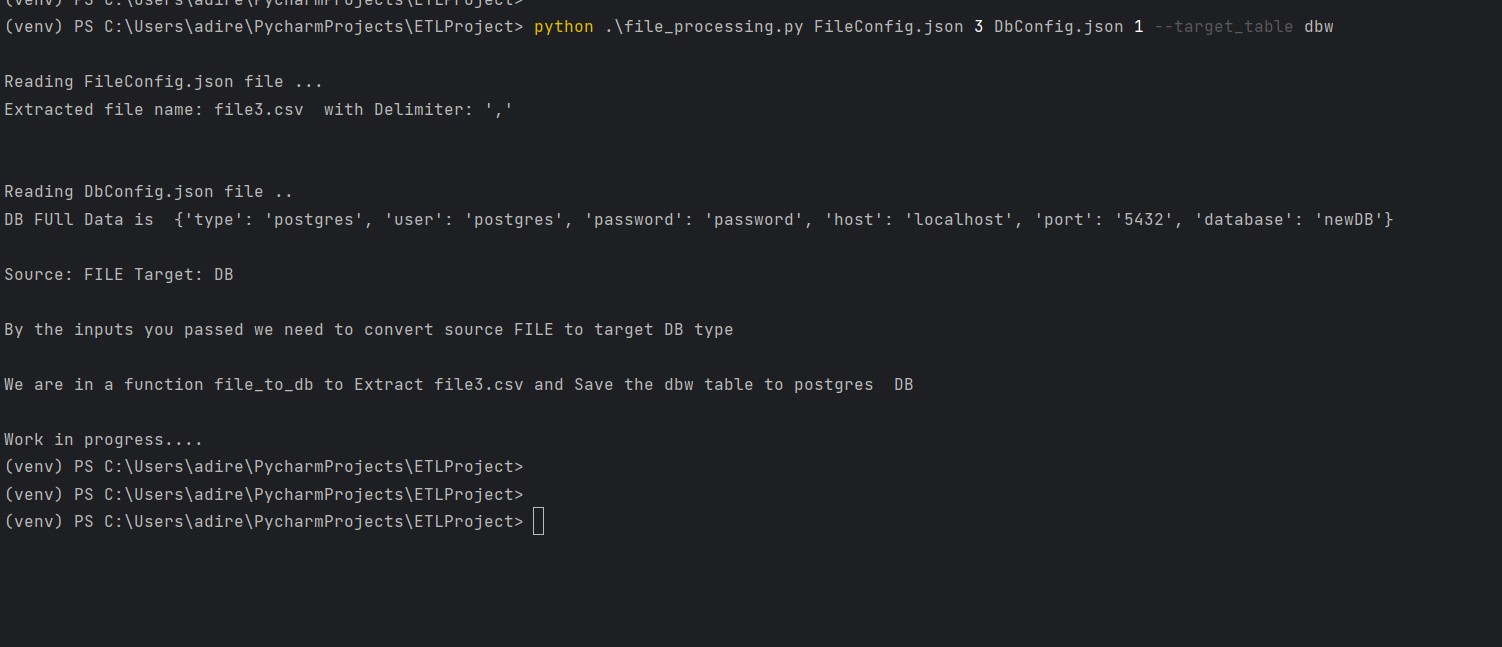 (venv) PS C:\Users\adire\PycharmProjects\ETLProject>
(venv) PS C:\Users\adire\PycharmProjects\ETLProject> python .\file_processing.py FileConfig.json 3 DbConfig.json 1 --target_table dbw
Reading FileConfig.json file ...
Extracted file name: file3.csv  with Delimiter: ','
Reading DbConfig.json file ..
DB FUll Data is  {'type': 'postgres', 'user': 'postgres', 'password': 'password', 'host': 'localhost', 'port': '5432', 'database': 'newDB'}
Source: FILE Target: DB
By the inputs you passed we need to convert source FILE to target DB type
We are in a function file_to_db to Extract file3.csv and Save the dbw table to postgres  DB
Work in progress....
(venv) PS C:\Users\adire\PycharmProjects\ETLProject>
(venv) PS C:\Users\adire\PycharmProjects\ETLProject>
(venv) PS C:\Users\adire\PycharmProjects\ETLProject>